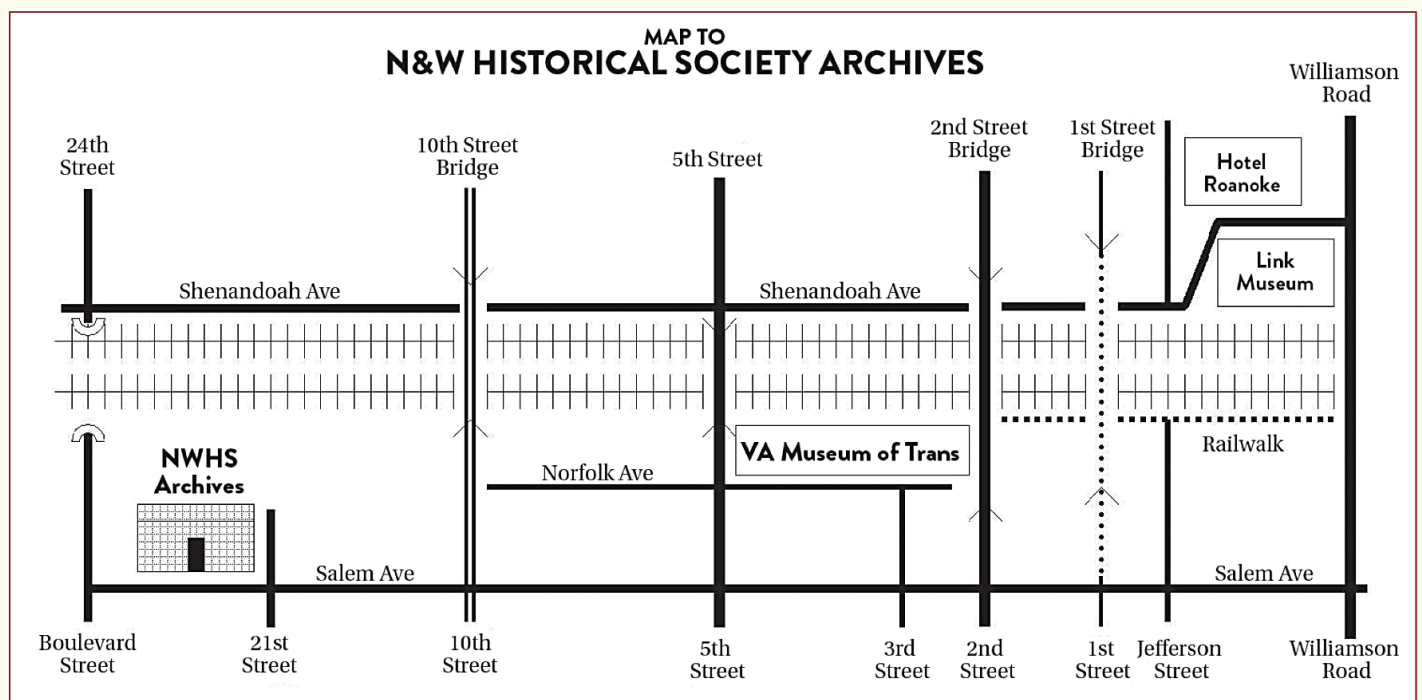 MAP TO
N&W HISTORICAL SOCIETY ARCHIVES
Williamson
Road
24th
Street
10th Street
Bridge
5th Street
2nd Street
Bridge
1st Street
Bridge
Hotel
Roanoke
Link
Museum
Shenandoah Ave
Shenandoah Ave
NWHS
Archives
VA Museum of Trans
Railwalk
Norfolk Ave
Salem Ave
Salem Ave
Boulevard
Street
21st
Street
10th
Street
5th
Street
3rd
Street
2nd
Street
1st
Street
Jefferson
Street
Williamson
Road